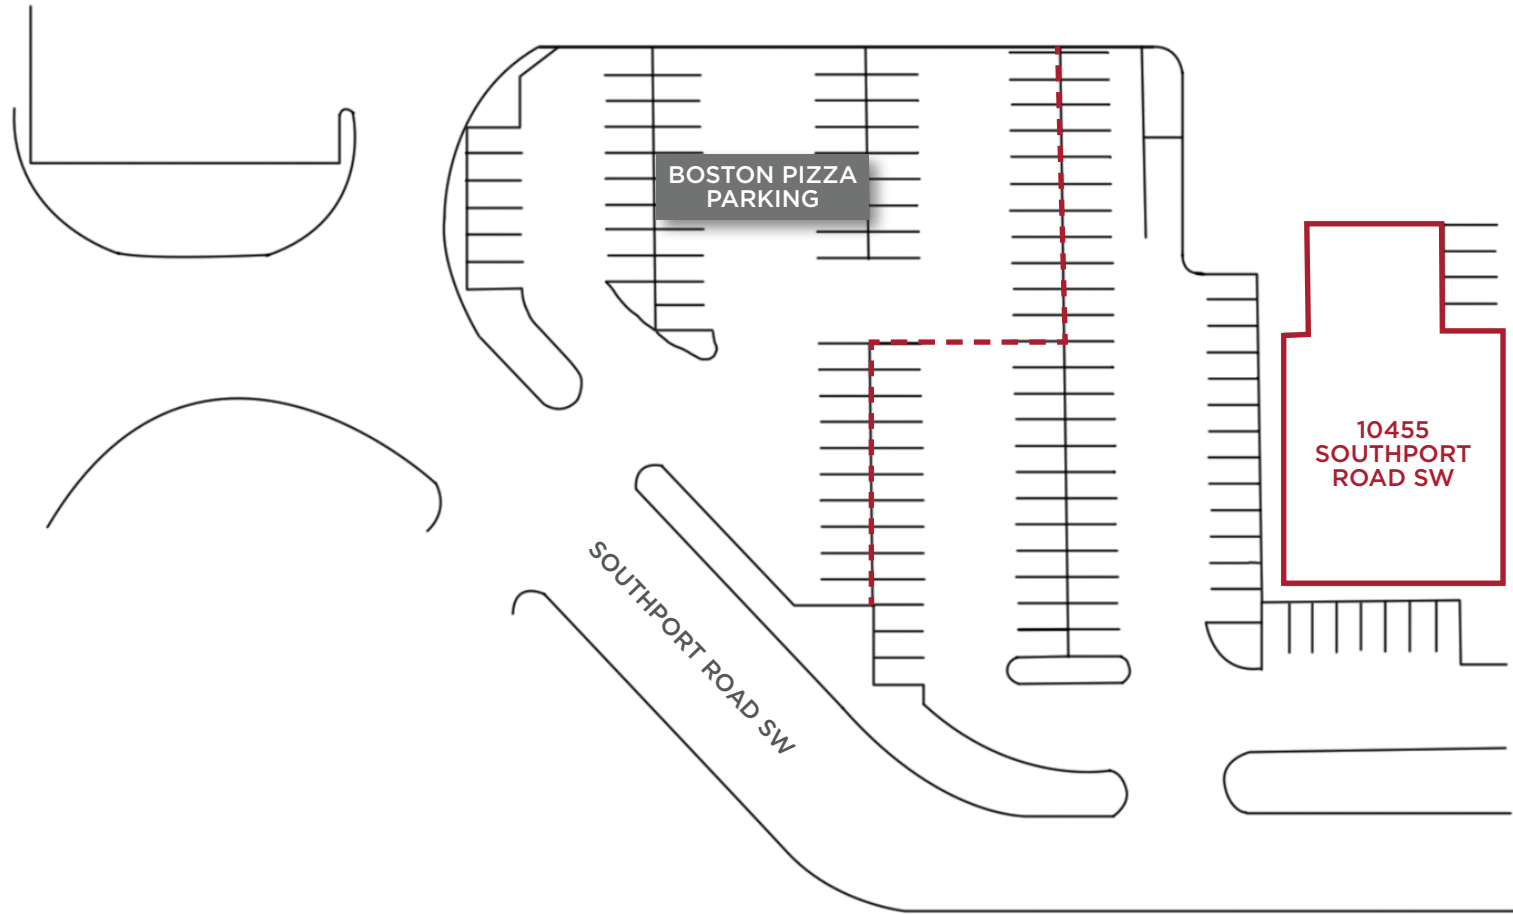 BOSTON PIZZA
PARKING
10455
SOUTHPORT
ROAD SW
SOUTHPORT ROAD SW